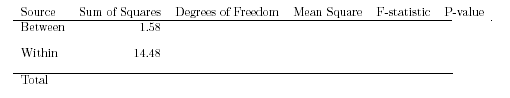 Source Sum of Squares Degrees of Freedom Mean Square F-statistic P-value
Between 1.58
Within 14.48
Total